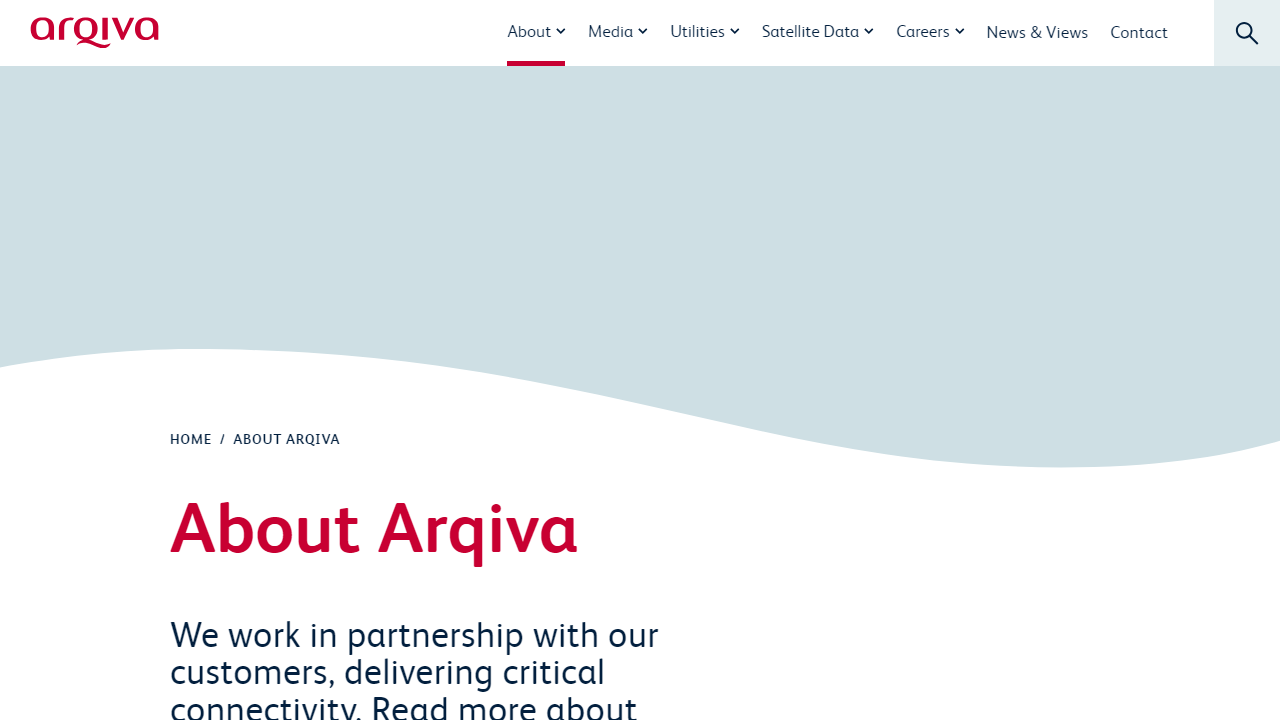 arqiva
About
Media
Utilities
Satellite Data
Careers
News & Views
Contact
HOME / ABOUT ARQIVA
About Arqiva
We work in partnership with our
customers, delivering critical
connectivity. Read more about